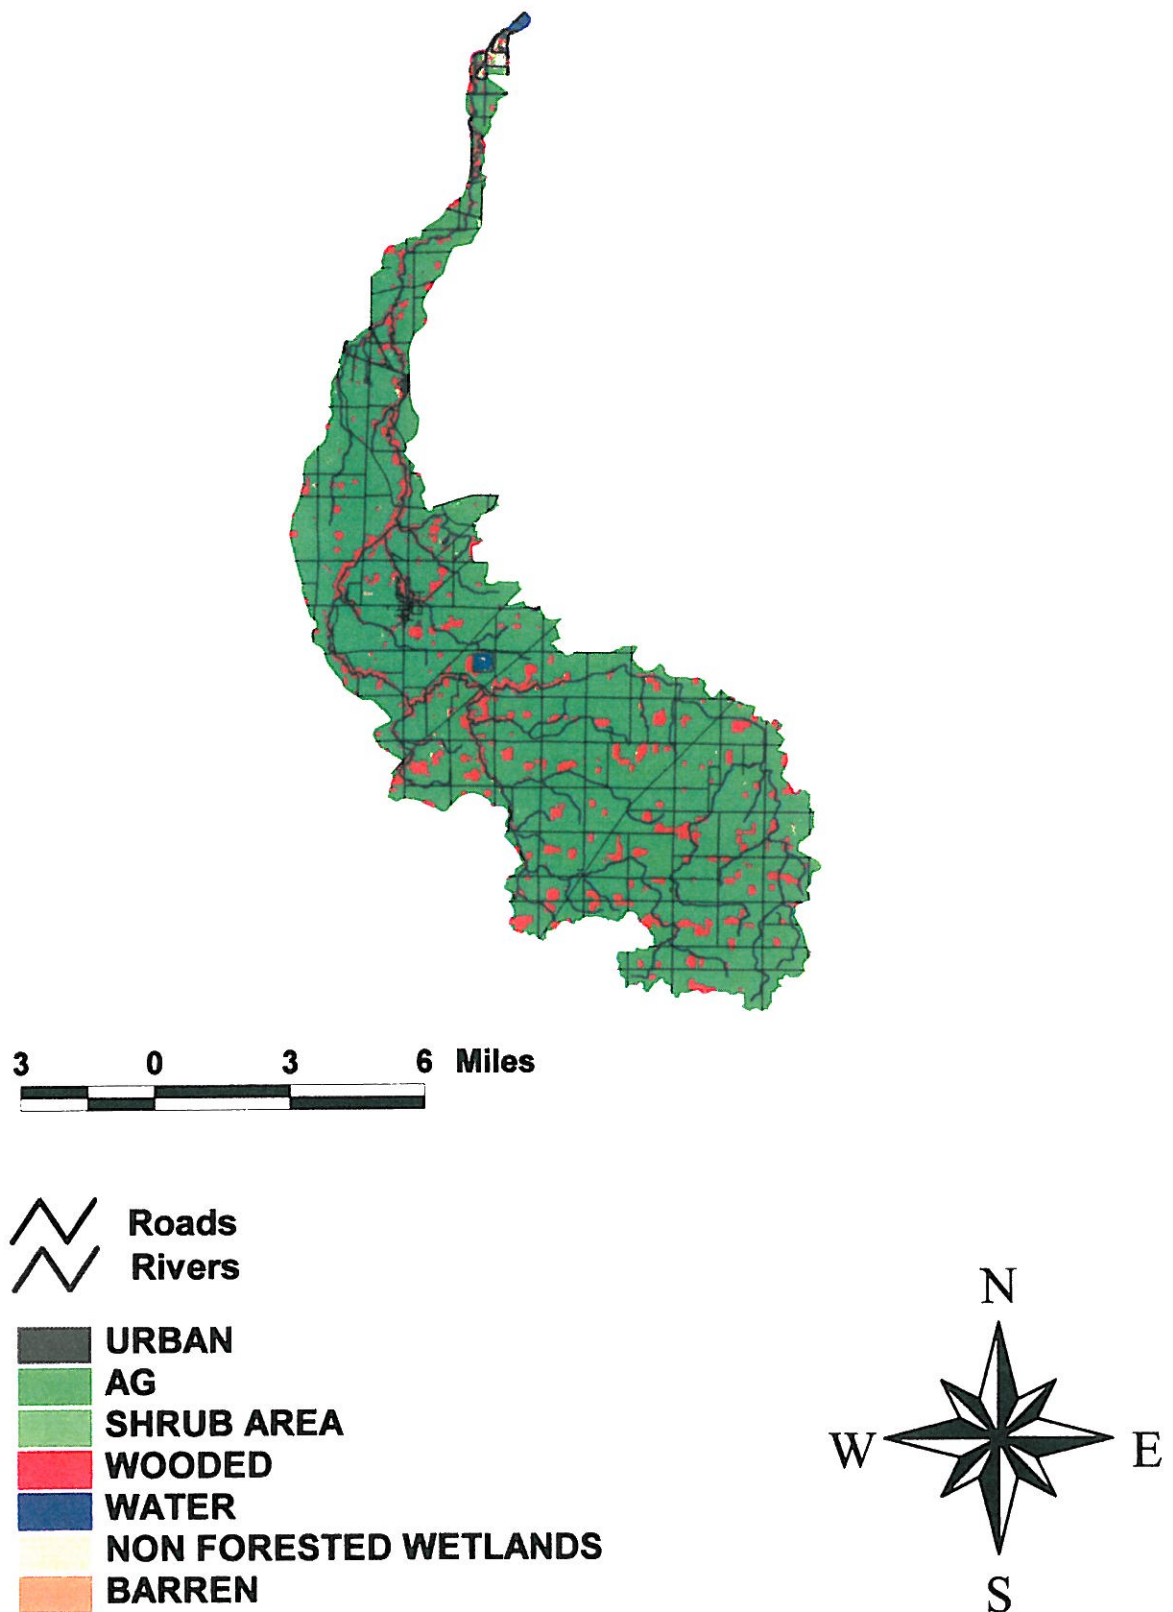 3 0 3 6 Miles
Roads
Rivers
URBAN
AG
SHRUB AREA
WOODED
WATER
NON FORESTED WETLANDS
BARREN
N
W E
S